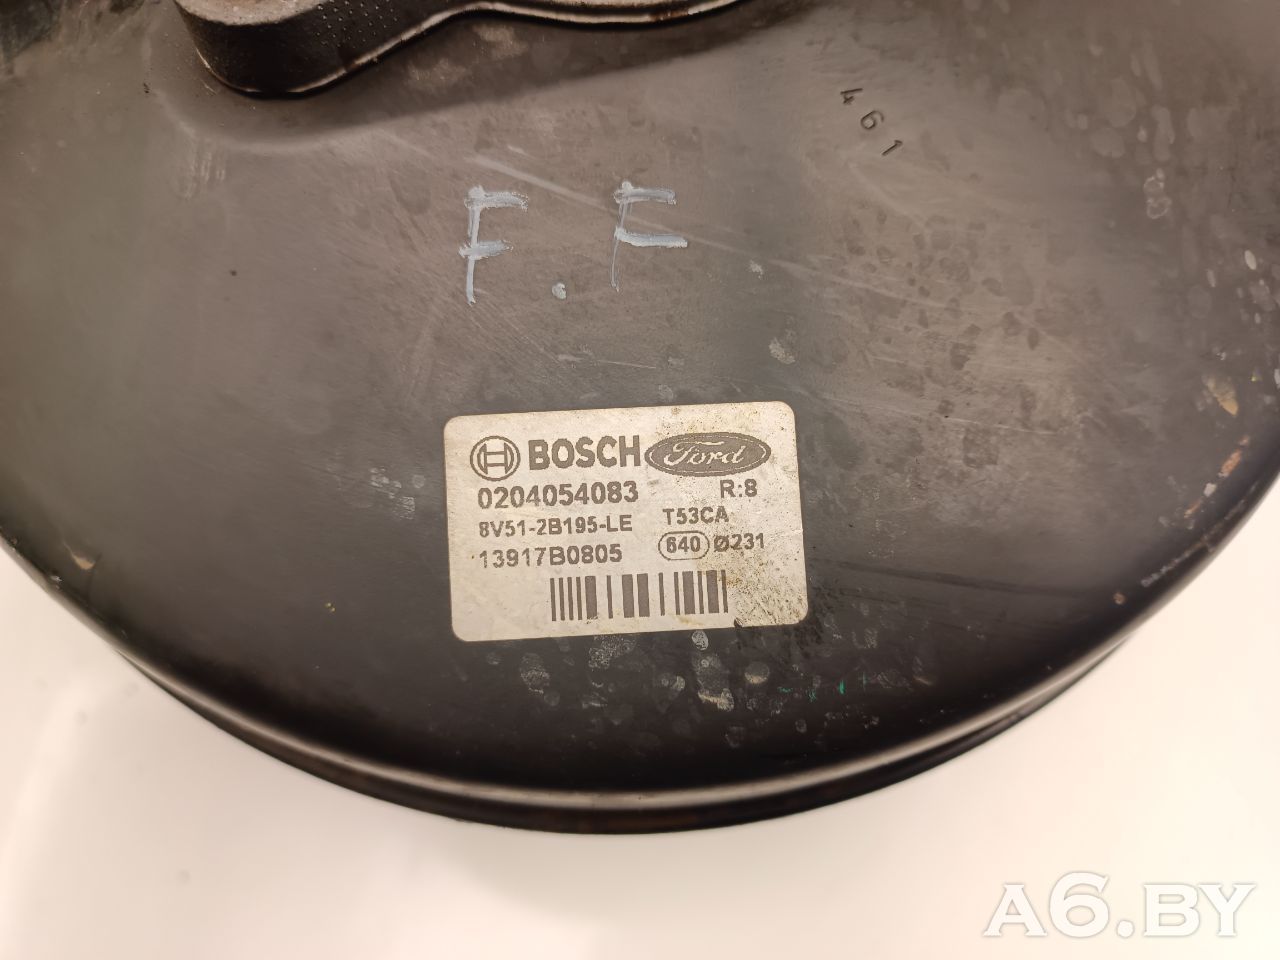 461
F.F
BOSCH Ford
0204054083 R:8
8V51-2B195-LE T53CA
13917B0805 640 Ø231
A6.BY